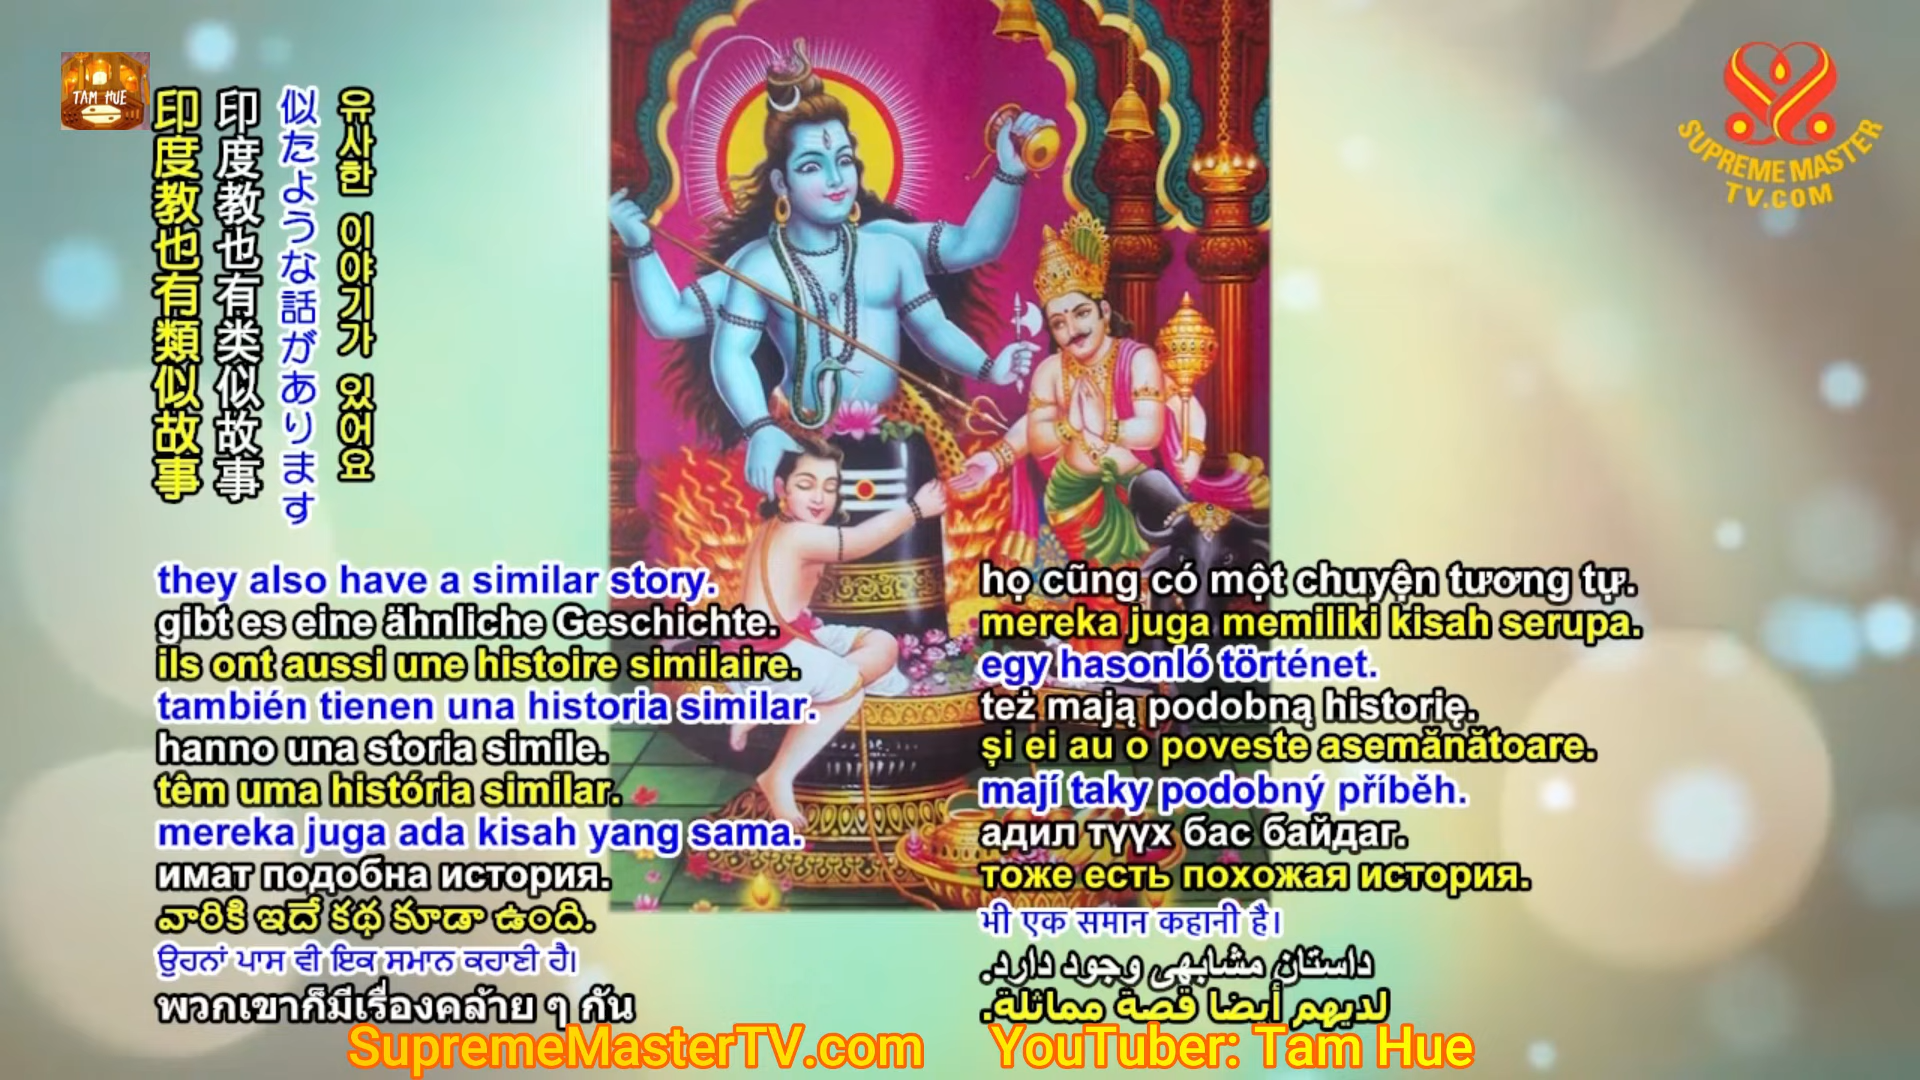 TAM HUE
SUPREME MASTER
TV.COM
印度教也有類似故事
印度教也有类似故事
似たような話があります
유사한 이야기가 있어요
they also have a similar story.
gibt es eine ähnliche Geschichte.
ils ont aussi une histoire similaire.
también tienen una historia similar.
hanno una storia simile.
têm uma história similar.
mereka juga ada kisah yang sama.
имат подобна история.
వారికి ఇదే కథ కూడా ఉంది.
ਉਹਨਾਂ ਪਾਸ ਵੀ ਇਕ ਸਮਾਨ ਕਹਾਣੀ ਹੈ।
พวกเขาก็มีเรื่องคล้าย ๆ กัน
họ cũng có một chuyện tương tự.
mereka juga memiliki kisah serupa.
egy hasonló történet.
też mają podobną historię.
și ei au o poveste asemănătoare.
mají taky podobný příběh.
адил түүх бас байдаг.
тоже есть похожая история.
भी एक समान कहानी है।
داستان مشابهی وجود دارد.
لديهم أيضا قصة مماثلة.
SupremeMasterTV.com
YouTuber: Tam Hue